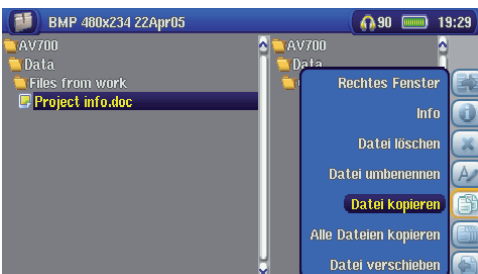 BMP 480x234 22Apr05 90 19:29
AV700
Data
Files from work
Project info.doc
AV700
Data
Rechtes Fenster
Info
Datei löschen
Datei umbenennen
Datei kopieren
Alle Dateien kopieren
Datei verschieben